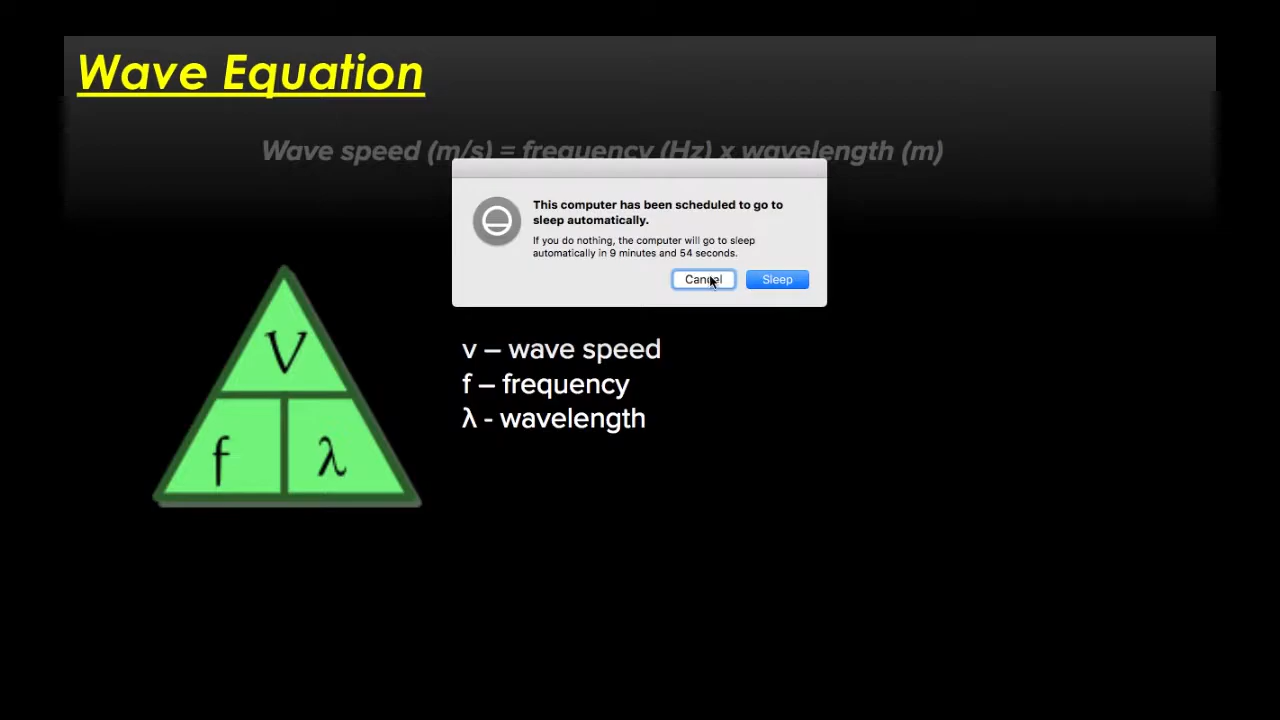 Wave Equation
Wave speed (m/s) = frequency (Hz) x wavelength (m)
This computer has been scheduled to go to
sleep automatically.
If you do nothing, the computer will go to sleep
automatically in 9 minutes and 54 seconds.
Cancel Sleep
V
f λ
v – wave speed
f – frequency
λ - wavelength